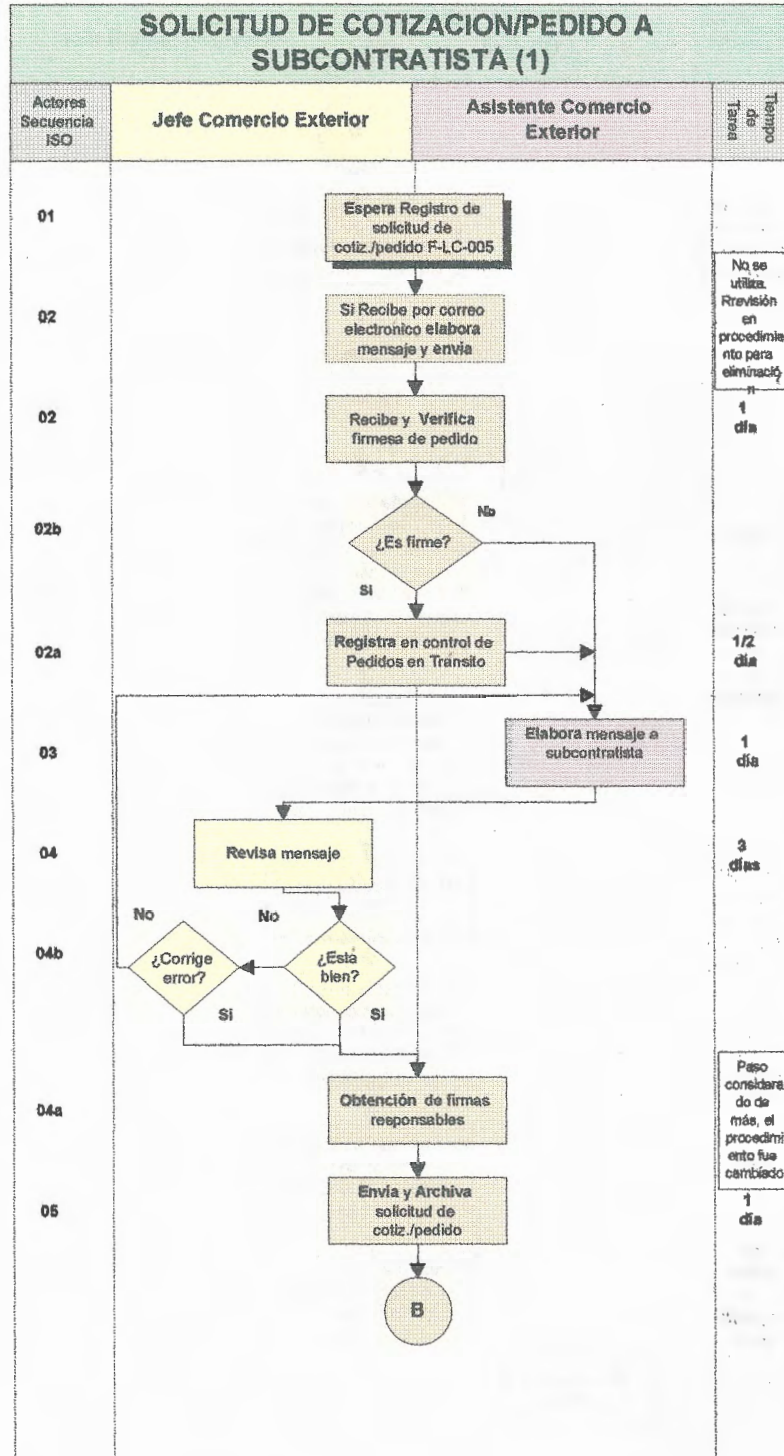 SOLICITUD DE COTIZACION/PEDIDO A
SUBCONTRATISTA (1)
Actores
Secuencia
ISO
Jefe Comercio Exterior
Asistente Comercio
Exterior
Tiempo
de
Tarea
01
Espera Registro de
solicitud de
cotiz./pedido F-LC-005
02
Si Recibe por correo
electrónico elabora
mensaje y envia
No se
utiliza.
Rrevisión
en
procedimie
nto para
eliminació
n
02
Recibe y Verifica
firmesa de pedido
1
día
02b
¿Es firme?
No
Si
02a
Registra en control de
Pedidos en Tránsito
1/2
día
03
Elabora mensaje a
subcontratista
1
día
04
Revisa mensaje
3
días
No
No
04b
¿Corrige
error?
¿Está
bien?
Si
Si
04a
Obtención de firmas
responsables
Paso
considera
do de
más, el
procedimi
ento fue
cambiado
05
Envía y Archiva
solicitud de
cotiz./pedido
1
día
B